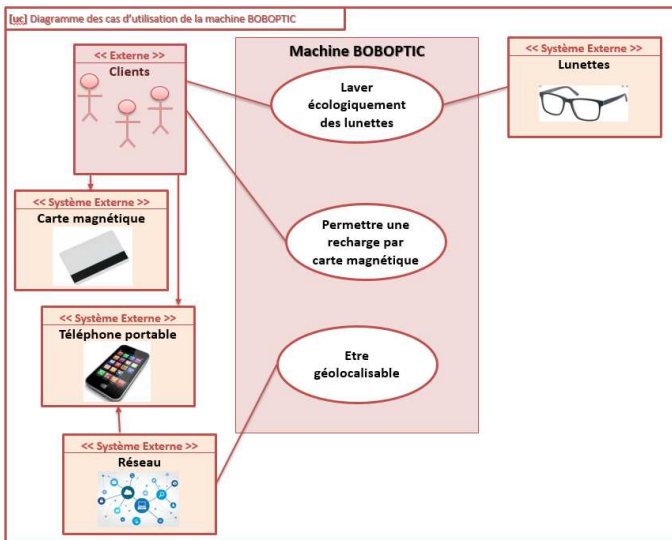 [uc] Diagramme des cas d'utilisation de la machine BOBOPTIC
<< Externe >>
Clients
Machine BOBOPTIC
Laver
écologiquement
des lunettes
<< Système Externe >>
Lunettes
<< Système Externe >>
Carte magnétique
Permettre une
recharge par
carte magnétique
<< Système Externe >>
Téléphone portable
Etre
géolocalisable
<< Système Externe >>
Réseau